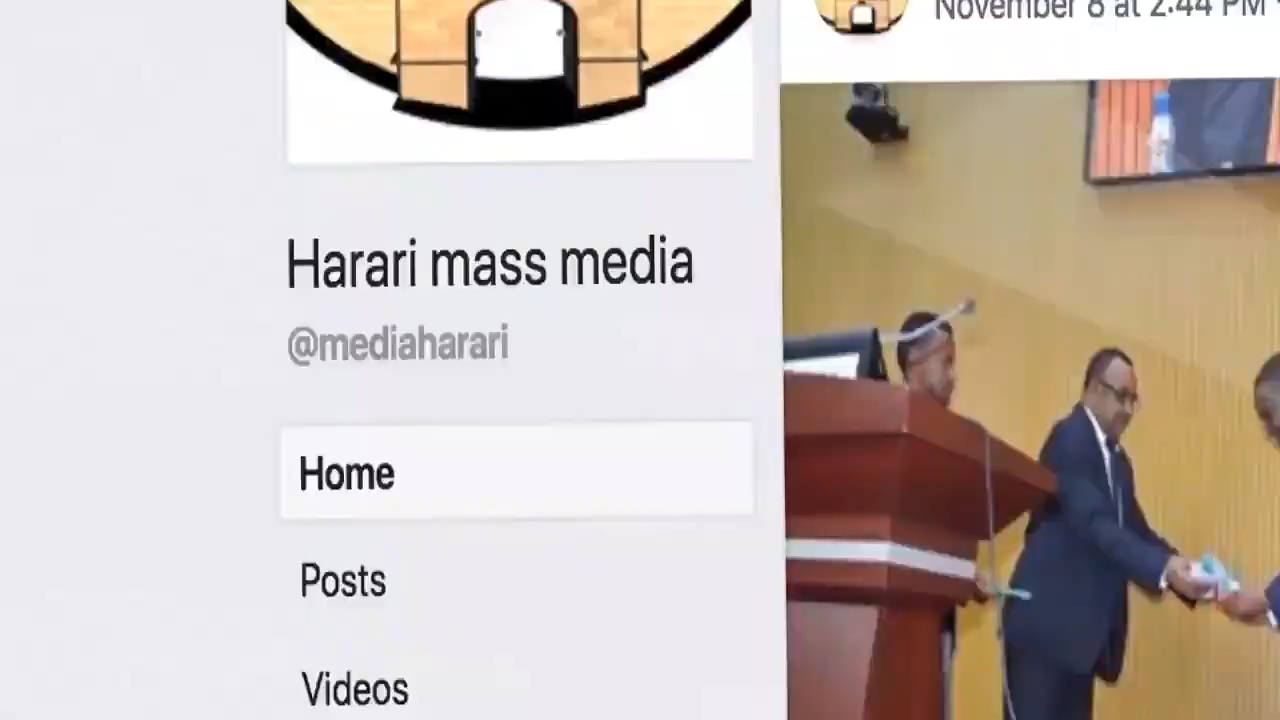 November 8 at 2:44 PM
Harari mass media
@mediaharari
Home
Posts
Videos